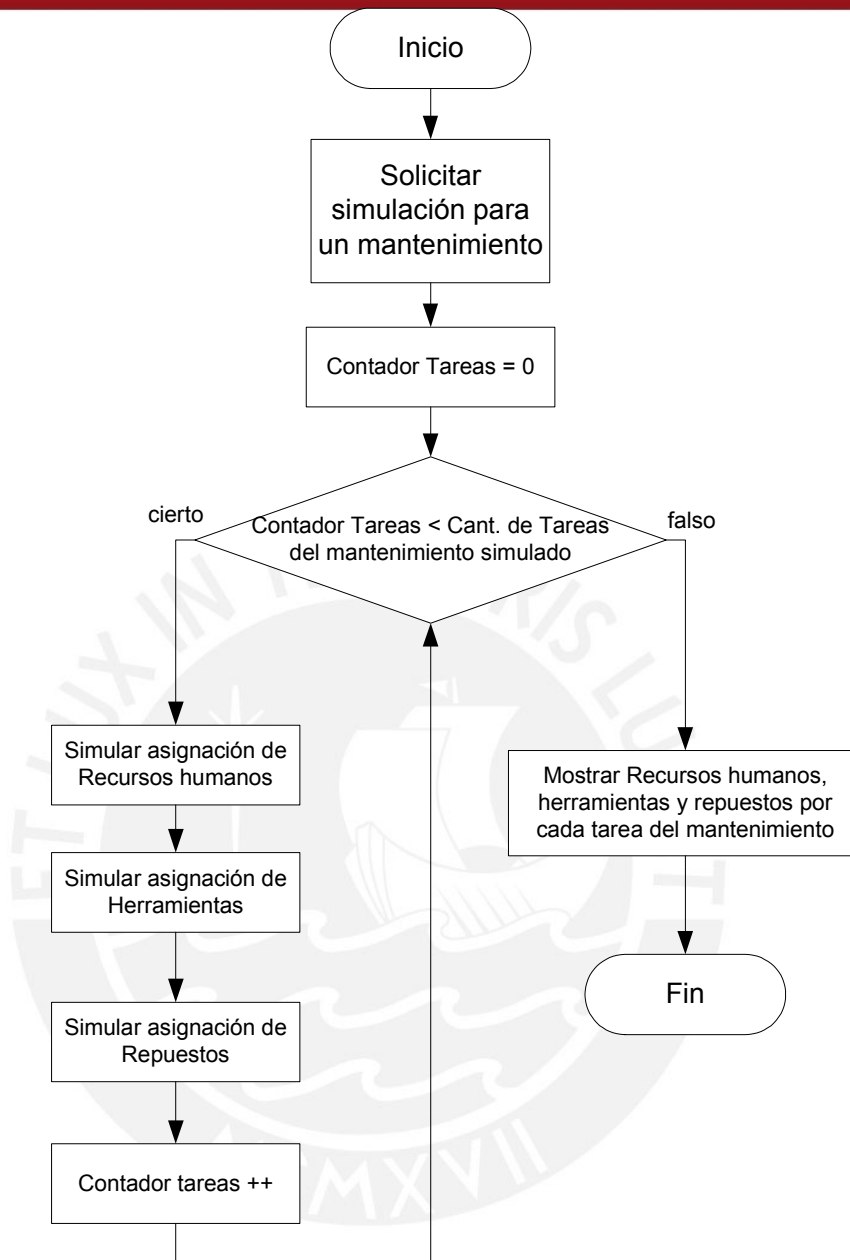 Inicio
Solicitar
simulación para
un mantenimiento
Contador Tareas = 0
Contador Tareas < Cant. de Tareas
del mantenimiento simulado
cierto
falso
Simular asignación de
Recursos humanos
Simular asignación de
Herramientas
Simular asignación de
Repuestos
Contador tareas ++
Mostrar Recursos humanos,
herramientas y repuestos por
cada tarea del mantenimiento
Fin